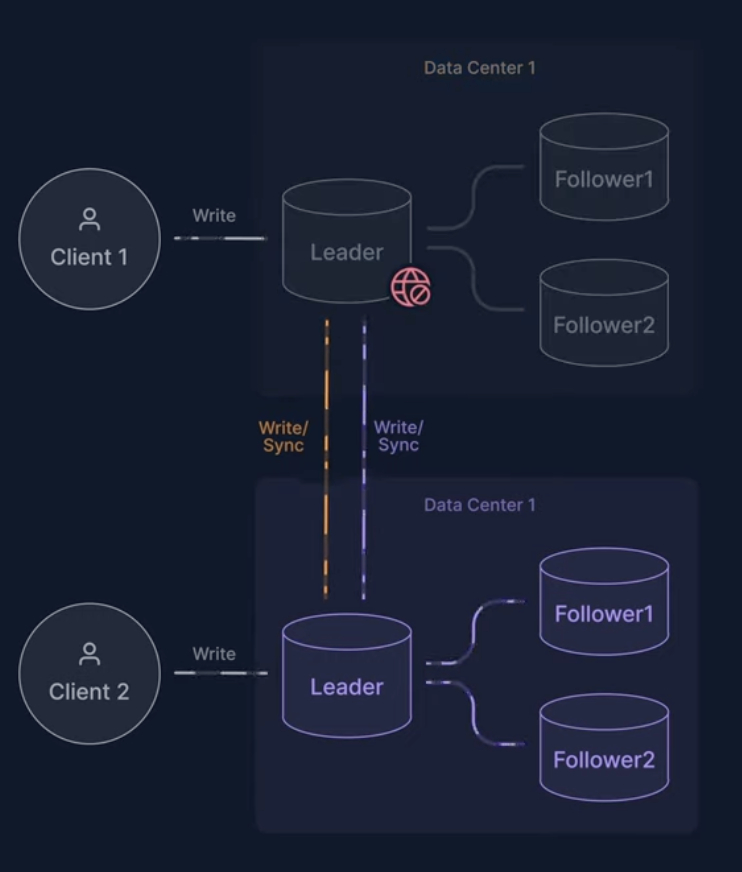 Data Center 1
Follower1
Write
Client 1
Leader
Follower2
Write/
Sync
Write/
Sync
Data Center 1
Follower1
Write
Client 2
Leader
Follower2